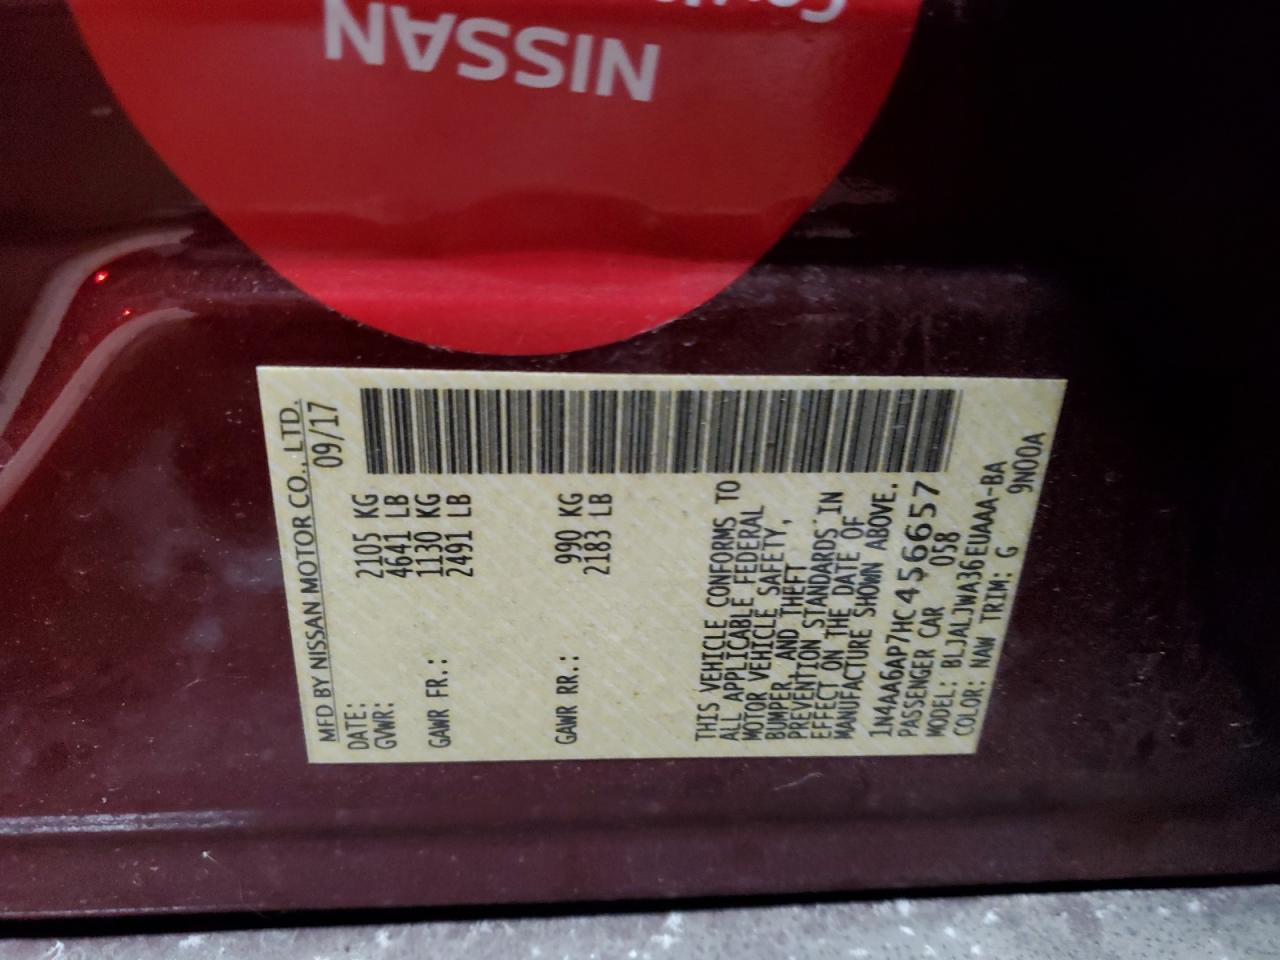 NISSAN
MFD BY NISSAN MOTOR CO., LTD.
DATE: 09/17
GVWR: 2105 KG
4641 LB
GAWR FR.: 1130 KG
2491 LB
GAWR RR.: 990 KG
2183 LB
THIS VEHICLE CONFORMS TO
ALL APPLICABLE FEDERAL
MOTOR VEHICLE SAFETY,
BUMPER, AND THEFT
PREVENTION STANDARDS IN
EFFECT ON THE DATE OF
MANUFACTURE SHOWN ABOVE.
1N4AA6AP7HC456657
PASSENGER CAR 058
MODEL: BLJALJWA36EUAAA-BA
COLOR: NAW TRIM: G 9N00A